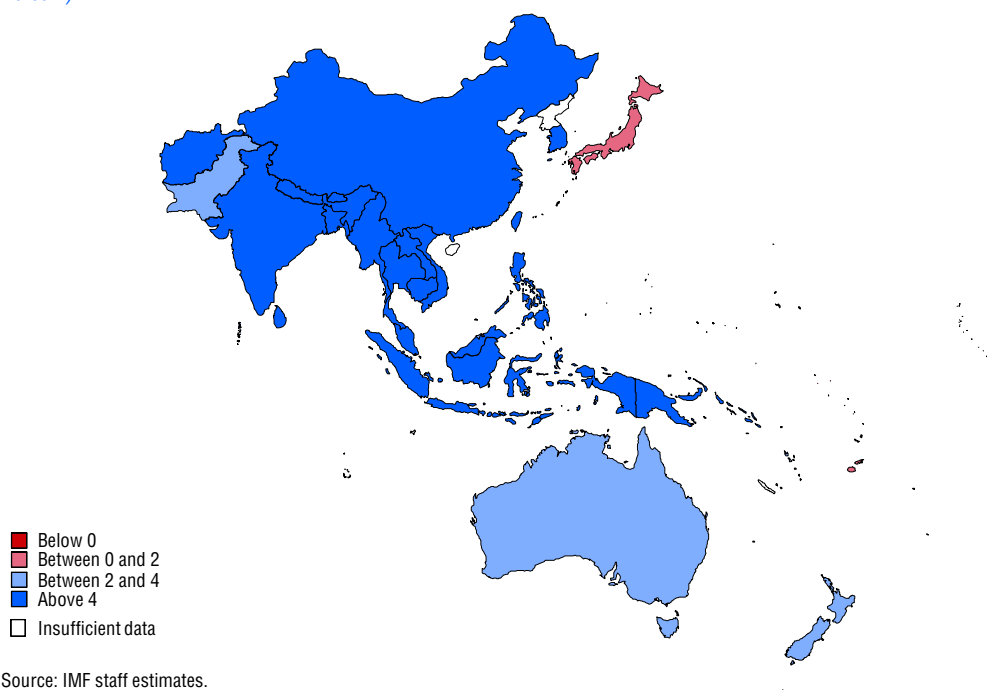 Below 0
Between 0 and 2
Between 2 and 4
Above 4
Insufficient data
Source: IMF staff estimates.